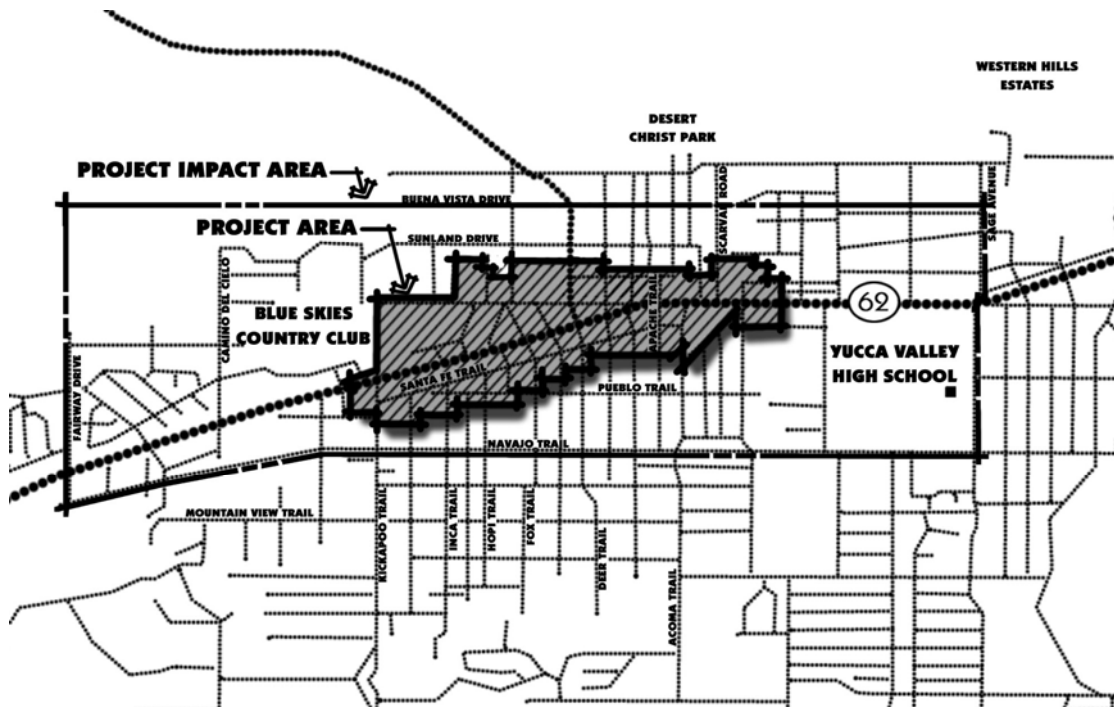 WESTERN HILLS
ESTATES
DESERT
CHRIST PARK
PROJECT IMPACT AREA
BUENA VISTA DRIVE
SCARVAN ROAD
SAGE AVENUE
PROJECT AREA
SUNLAND DRIVE
CAMINO DEL CIELO
BLUE SKIES
COUNTRY CLUB
62
APACHE TRAIL
YUCCA VALLEY
HIGH SCHOOL
FAIRWAY DRIVE
SANTA FE TRAIL
PUEBLO TRAIL
NAVAJO TRAIL
MOUNTAIN VIEW TRAIL
KICKAPOO TRAIL
INCA TRAIL
HOPI TRAIL
FOX TRAIL
DEER TRAIL
ACOMA TRAIL